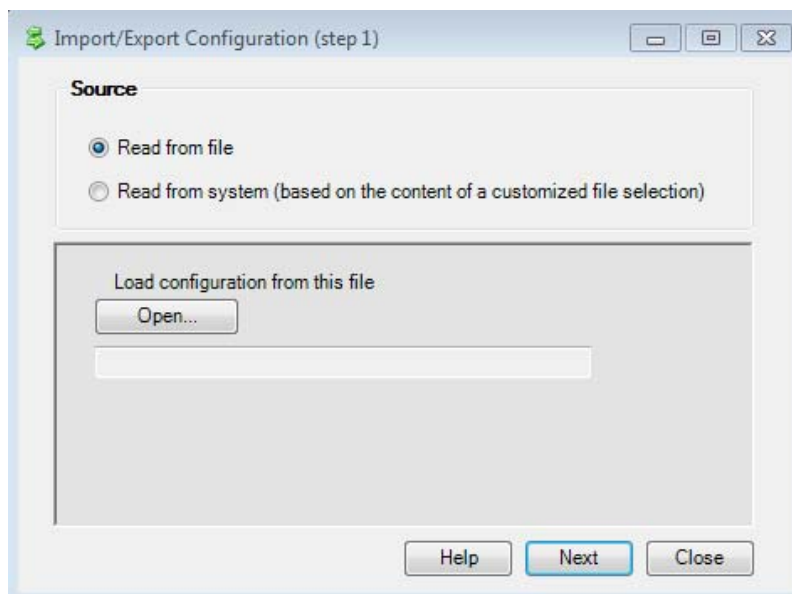 Import/Export Configuration (step 1)
Source
Read from file
Read from system (based on the content of a customized file selection)
Load configuration from this file
Open...
Help Next Close